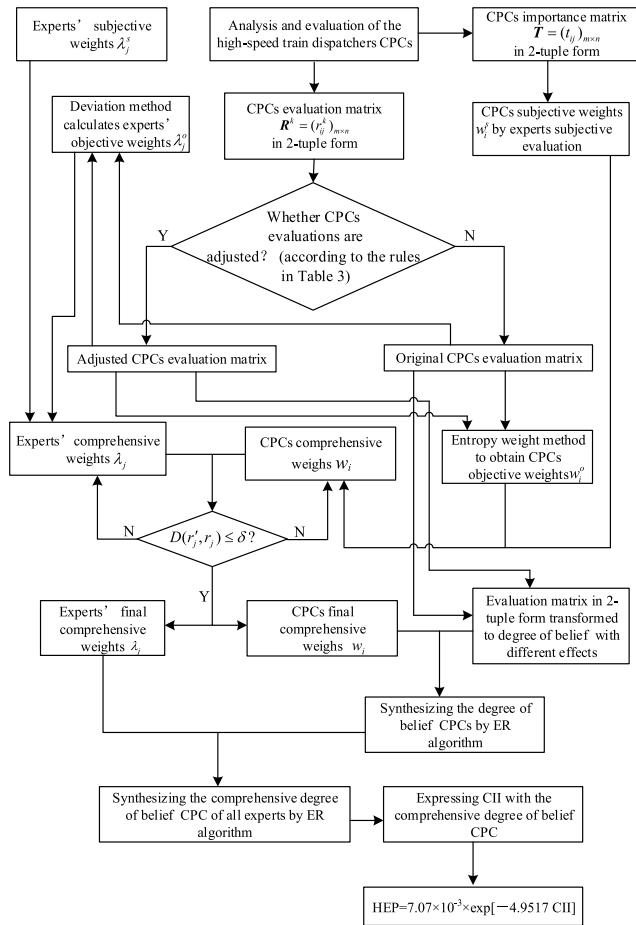 Experts' subjective
weights λ_j^s
Analysis and evaluation of the
high-speed train dispatchers CPCs
CPCs importance matrix
T = (t_ij)_m×n
in 2-tuple form
Deviation method
calculates experts'
objective weights λ_j^o
CPCs evaluation matrix
R^k = (r_ij^k)_m×n
in 2-tuple form
CPCs subjective weights
w_i^s by experts subjective
evaluation
Y
Whether CPCs
evaluations are
adjusted? (according to the rules
in Table 3)
N
Adjusted CPCs evaluation matrix
Original CPCs evaluation matrix
Experts' comprehensive
weights λ_j
CPCs comprehensive
weighs w_i
Entropy weight method
to obtain CPCs
objective weights w_i^o
N
D(r_j', r_j) ≤ δ?
N
Y
Experts' final
comprehensive
weights λ_j
CPCs final
comprehensive
weighs w_i
Evaluation matrix in 2-
tuple form transformed
to degree of belief with
different effects
Synthesizing the degree of
belief CPCs by ER
algorithm
Synthesizing the comprehensive degree
of belief CPC of all experts by ER
algorithm
Expressing CII with the
comprehensive degree of belief
CPC
HEP=7.07×10^-3×exp[−4.9517 CII]